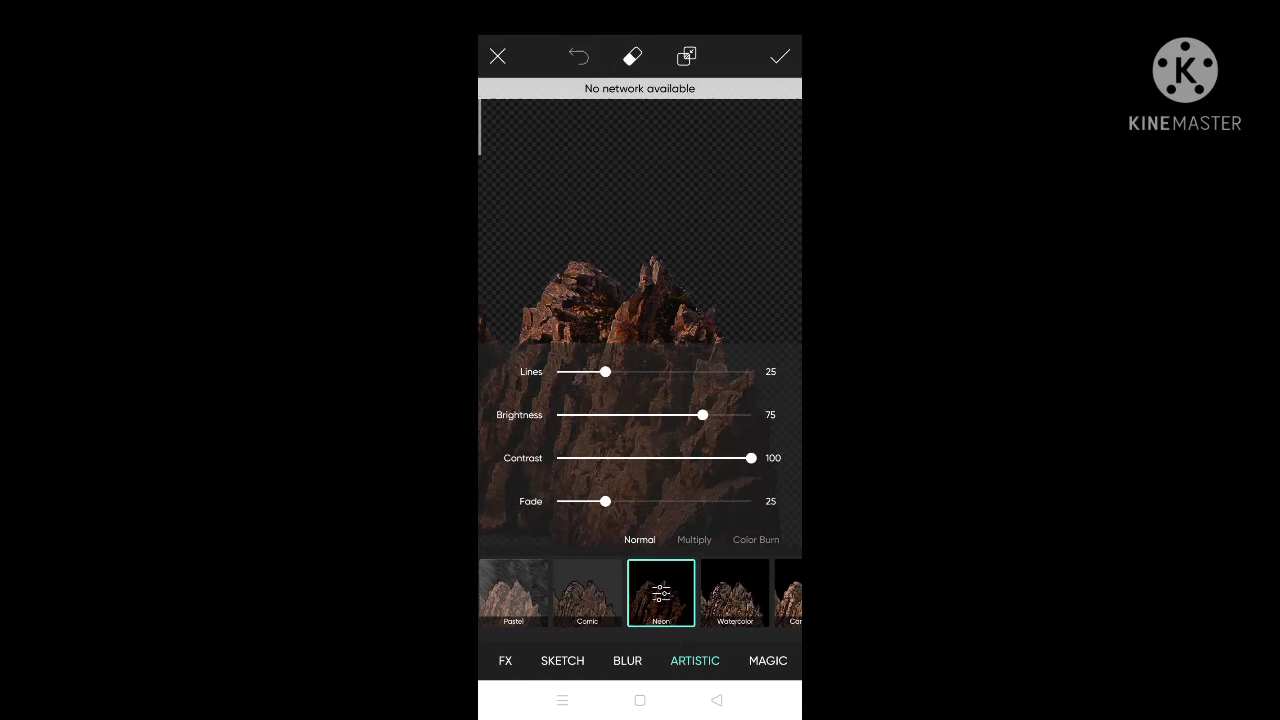 No network available
K
KINEMASTER
Lines 25
Brightness 75
Contrast 100
Fade 25
Normal Multiply Color Burn
Pastel Comic Neon Watercolor
FX SKETCH BLUR ARTISTIC MAGIC